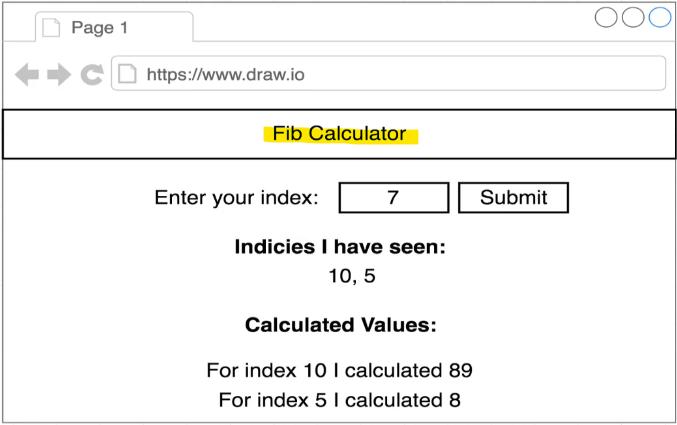 Page 1
https://www.draw.io
Fib Calculator
Enter your index: 7 Submit
Indicies I have seen:
10, 5
Calculated Values:
For index 10 I calculated 89
For index 5 I calculated 8